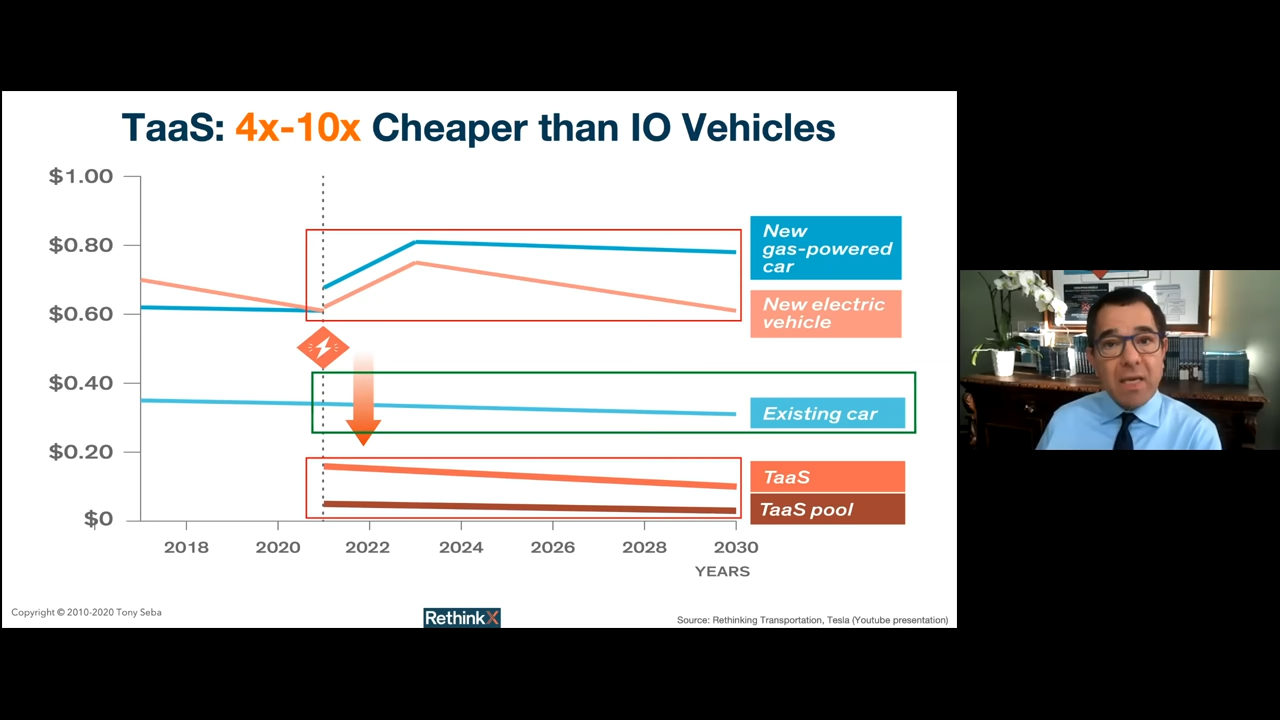 TaaS: 4x-10x Cheaper than IO Vehicles
$1.00
$0.80
$0.60
$0.40
$0.20
$0
New
gas-powered
car
New electric
vehicle
Existing car
TaaS
TaaS pool
2018
2020
2022
2024
2026
2028
2030
YEARS
Copyright © 2010-2020 Tony Seba
RethinkX
Source: Rethinking Transportation, Tesla (Youtube presentation)